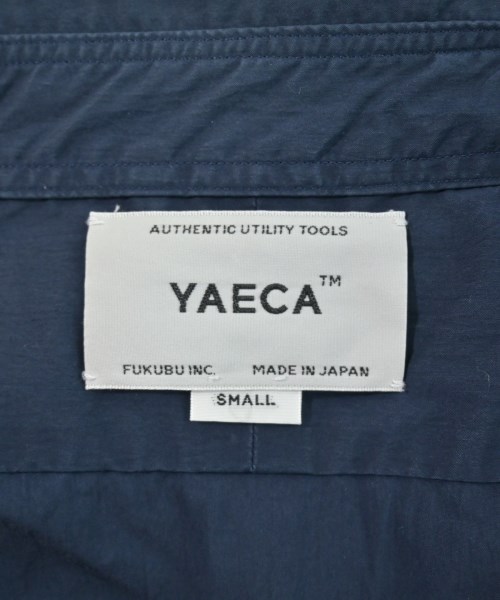 AUTHENTIC UTILITY TOOLS
YAECA™
FUKUBU INC. MADE IN JAPAN
SMALL